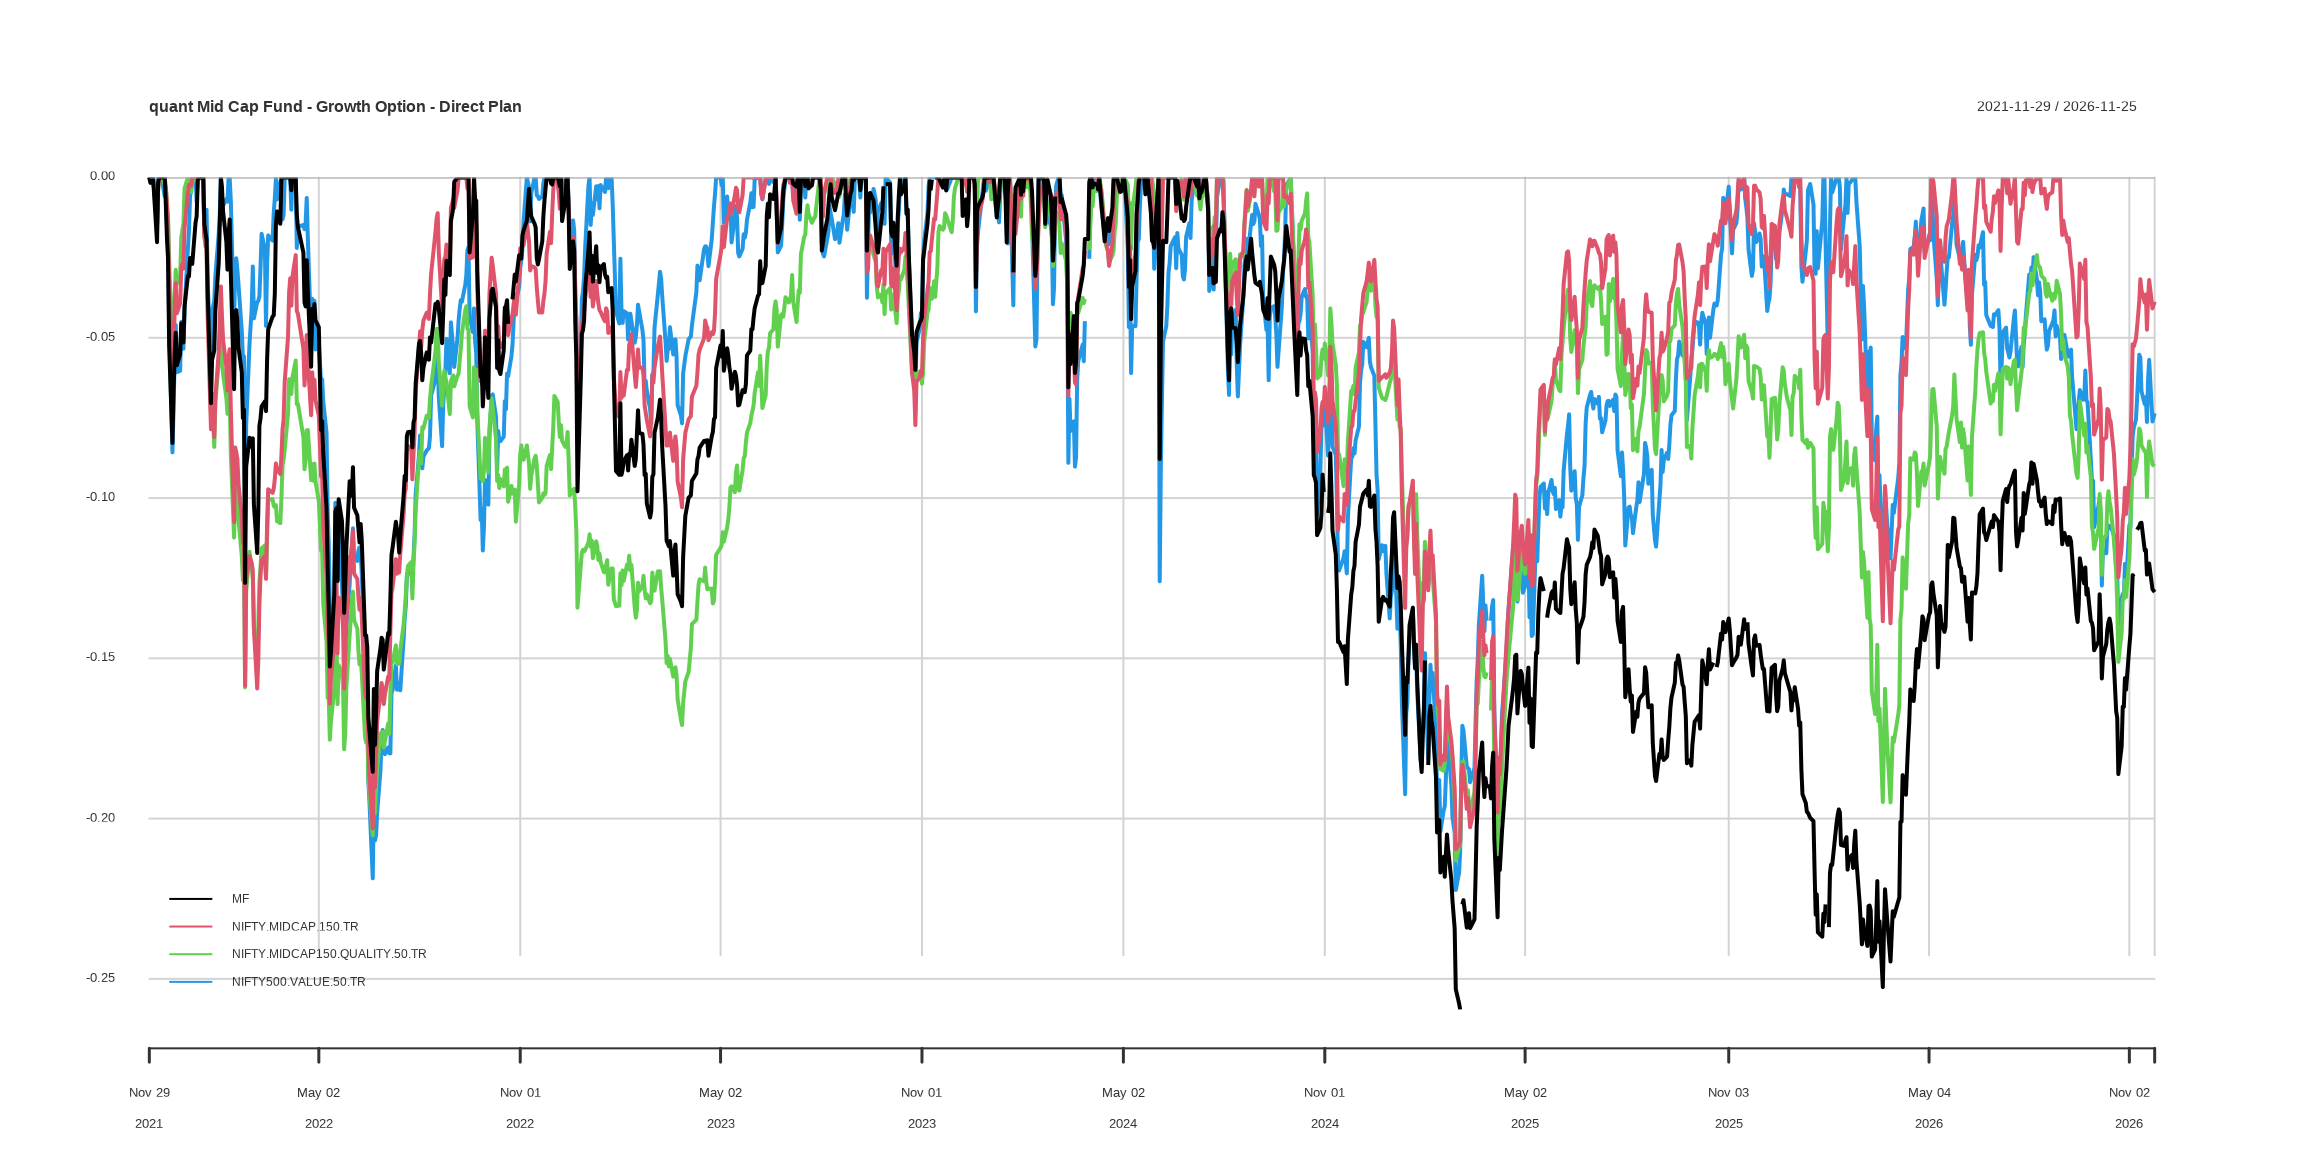 quant Mid Cap Fund - Growth Option - Direct Plan
2021-11-29 / 2026-11-25
0.00
-0.05
-0.10
-0.15
-0.20
-0.25
MF
NIFTY.MIDCAP.150.TR
NIFTY.MIDCAP150.QUALITY.50.TR
NIFTY500.VALUE.50.TR
Nov 29 May 02 Nov 01 May 02 Nov 01 May 02 Nov 01 May 02 Nov 03 May 04 Nov 02
2021 2022 2022 2023 2023 2024 2024 2025 2025 2026 2026